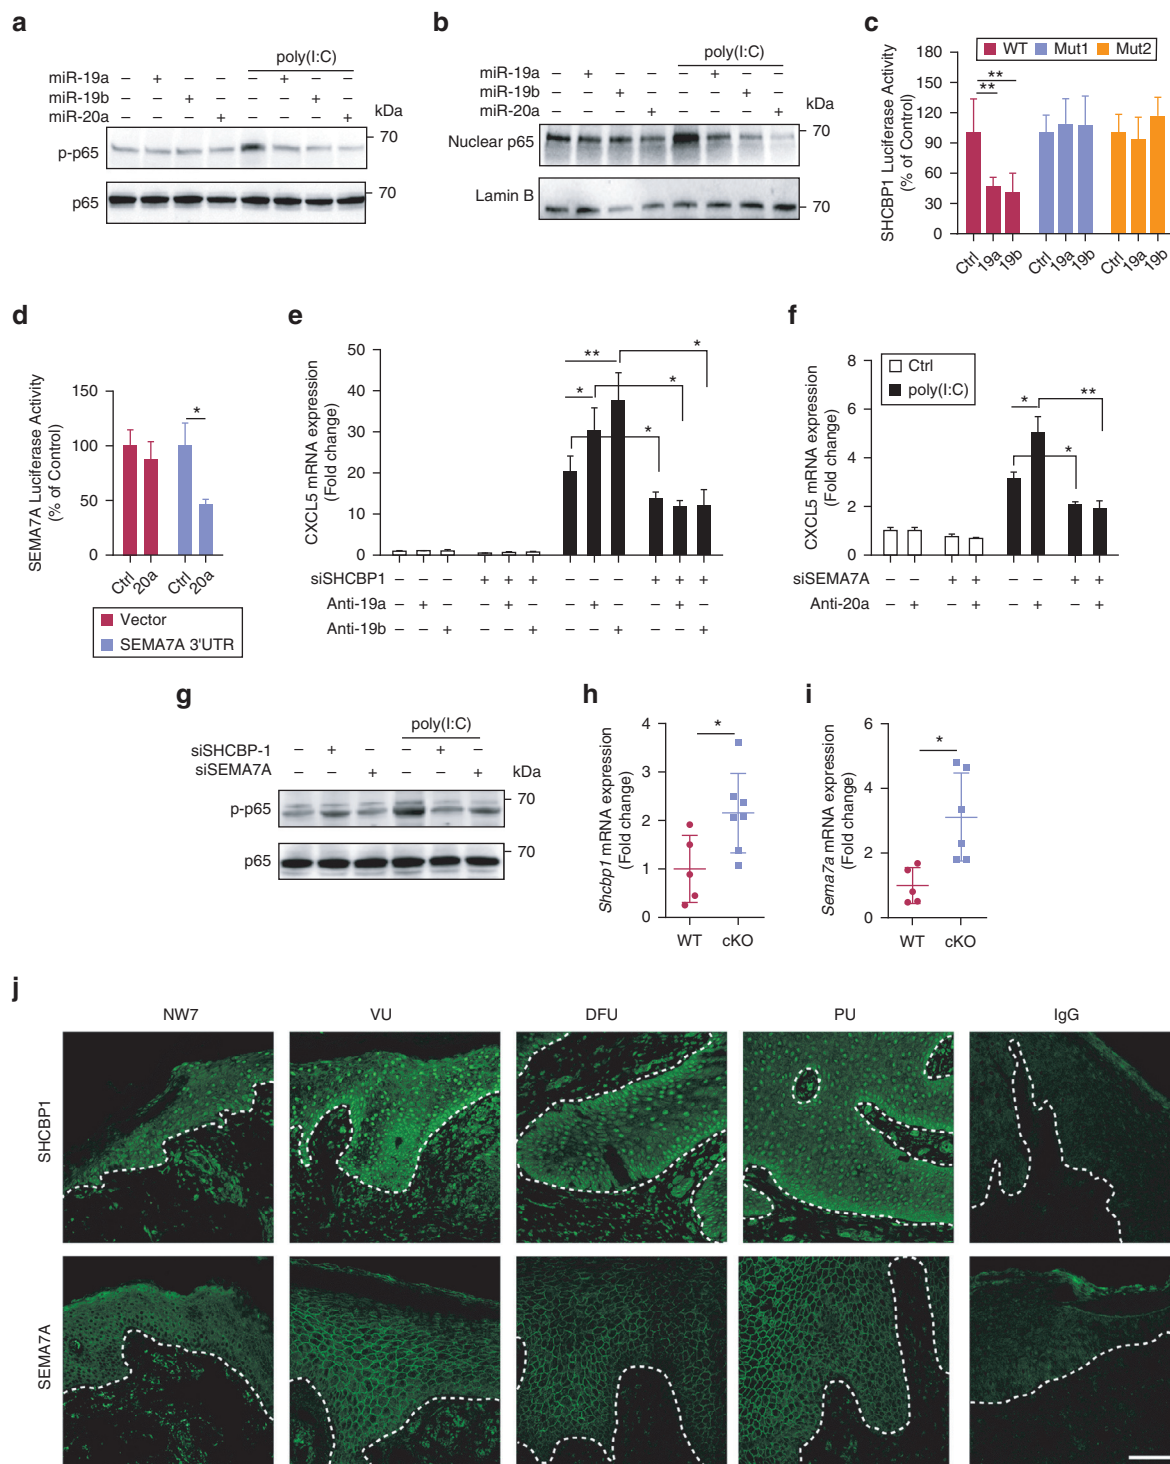 a
poly(I:C)
miR-19a – + – – – + – –
miR-19b – – + – – – + –
miR-20a – – – + – – – +
kDa
p-p65
70
p65
70
b
poly(I:C)
miR-19a – + – – – + – –
miR-19b – – + – – – + –
miR-20a – – – + – – – +
kDa
Nuclear p65
70
Lamin B
70
c
WT Mut1 Mut2
SHCBP1 Luciferase Activity
(% of Control)
180
150
120
90
60
30
0
**
**
Ctrl 19a 19b Ctrl 19a 19b Ctrl 19a 19b
d
SEMA7A Luciferase Activity
(% of Control)
150
100
50
0
*
Ctrl 20a Ctrl 20a
Vector
SEMA7A 3'UTR
e
CXCL5 mRNA expression
(Fold change)
50
40
30
20
10
0
** *
* *
*
siSHCBP1 – – – + + + – – – + + +
Anti-19a – + – – + – – + – – + –
Anti-19b – – + – – + – – + – – +
f
CXCL5 mRNA expression
(Fold change)
8
6
4
2
0
Ctrl
poly(I:C)
* **
*
siSEMA7A – – + + – – + +
Anti-20a – + – + – + – +
g
poly(I:C)
siSHCBP-1 – + – – + –
siSEMA7A – – + – – +
kDa
p-p65
70
p65
70
h
Shcbp1 mRNA expression
(Fold change)
4
3
2
1
0
*
WT cKO
i
Sema7a mRNA expression
(Fold change)
6
4
2
0
*
WT cKO
j
NW7 VU DFU PU IgG
SHCBP1
SEMA7A